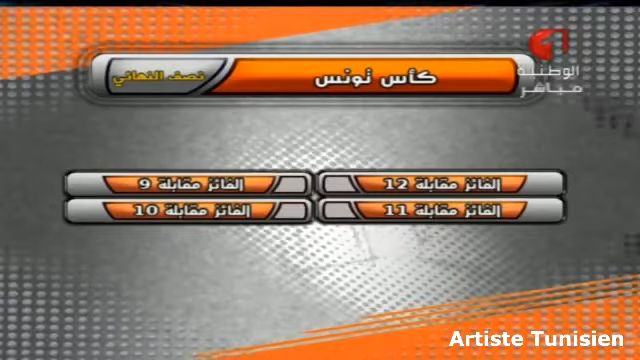 كأس تونس
نصف النهائي
الوطنية
مباشر
الفائز مقابلة 12
الفائز مقابلة 9
الفائز مقابلة 11
الفائز مقابلة 10
Artiste Tunisien